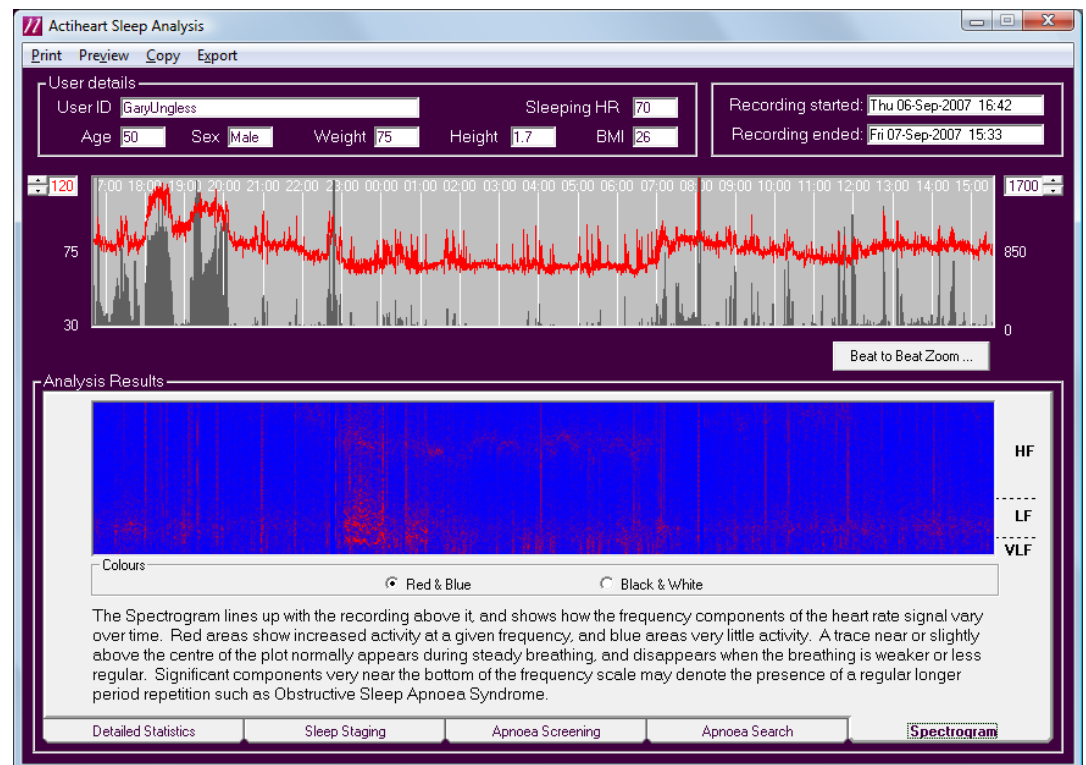 Actiheart Sleep Analysis
Print Preview Copy Export
User details
User ID GaryUngless Sleeping HR 70
Age 50 Sex Male Weight 75 Height 1.7 BMI 26
Recording started: Thu 06-Sep-2007 16:42
Recording ended: Fri 07-Sep-2007 15:33
120 17:00 18:00 19:00 20:00 21:00 22:00 23:00 00:00 01:00 02:00 03:00 04:00 05:00 06:00 07:00 08:00 09:00 10:00 11:00 12:00 13:00 14:00 15:00 1700
75 850
30 0
Beat to Beat Zoom ...
Analysis Results
HF
LF
VLF
Colours
Red & Blue Black & White
The Spectrogram lines up with the recording above it, and shows how the frequency components of the heart rate signal vary
over time. Red areas show increased activity at a given frequency, and blue areas very little activity. A trace near or slightly
above the centre of the plot normally appears during steady breathing, and disappears when the breathing is weaker or less
regular. Significant components very near the bottom of the frequency scale may denote the presence of a regular longer
period repetition such as Obstructive Sleep Apnoea Syndrome.
Detailed Statistics Sleep Staging Apnoea Screening Apnoea Search Spectrogram